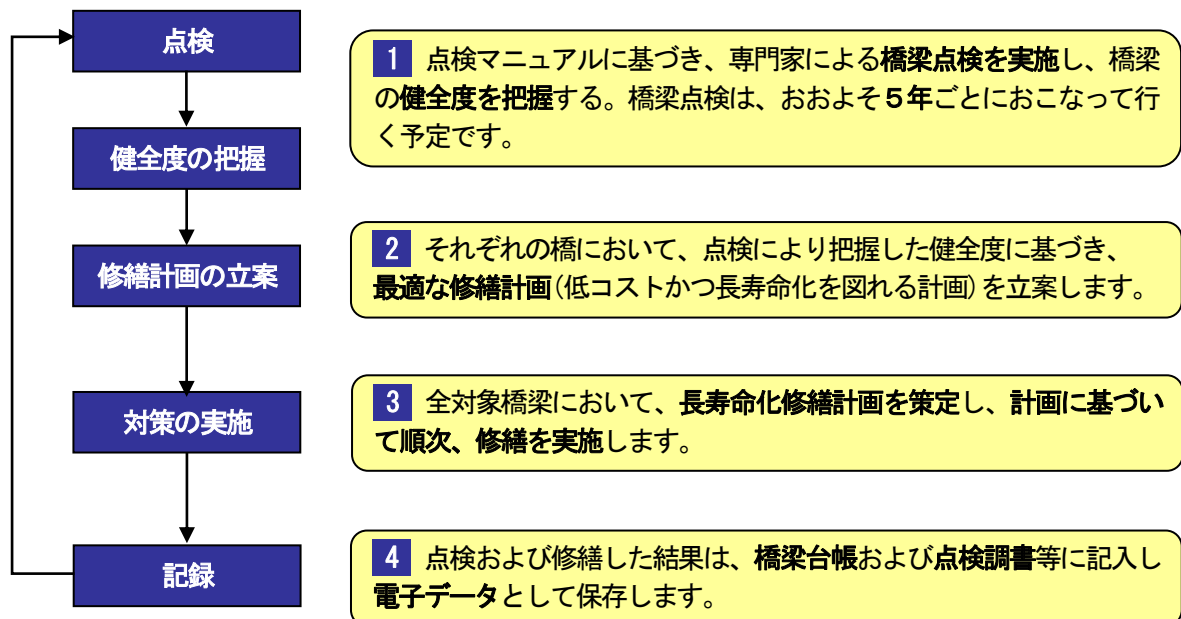 点検
1 点検マニュアルに基づき、専門家による橋梁点検を実施し、橋梁
の健全度を把握する。橋梁点検は、おおよそ５年ごとにおこなって行
く予定です。
健全度の把握
2 それぞれの橋において、点検により把握した健全度に基づき、
最適な修繕計画(低コストかつ長寿命化を図れる計画)を立案します。
修繕計画の立案
3 全対象橋梁において、長寿命化修繕計画を策定し、計画に基づい
て順次、修繕を実施します。
対策の実施
4 点検および修繕した結果は、橋梁台帳および点検調書等に記入し
電子データとして保存します。
記録